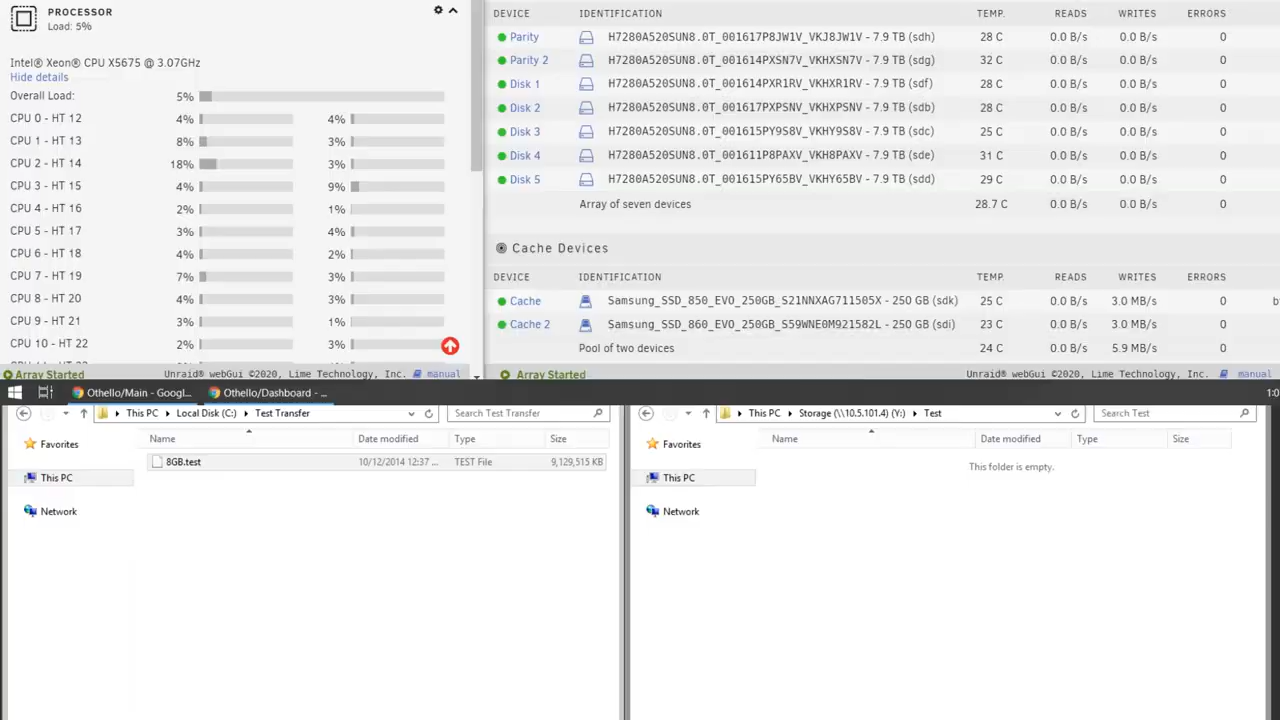 PROCESSOR
Load: 5%
Intel® Xeon® CPU X5675 @ 3.07GHz
Hide details
Overall Load: 5%
CPU 0 - HT 12 4% 4%
CPU 1 - HT 13 8% 3%
CPU 2 - HT 14 18% 3%
CPU 3 - HT 15 4% 9%
CPU 4 - HT 16 2% 1%
CPU 5 - HT 17 3% 4%
CPU 6 - HT 18 4% 2%
CPU 7 - HT 19 7% 3%
CPU 8 - HT 20 4% 3%
CPU 9 - HT 21 3% 1%
CPU 10 - HT 22 2% 3%
Array Started Unraid® webGui ©2020, Lime Technology, Inc. manual
DEVICE IDENTIFICATION TEMP. READS WRITES ERRORS
Parity H7280A520SUN8.0T_001617P8JW1V_VKJ8JW1V - 7.9 TB (sdh) 28 C 0.0 B/s 0.0 B/s 0
Parity 2 H7280A520SUN8.0T_001614PXSN7V_VKHXSN7V - 7.9 TB (sdg) 32 C 0.0 B/s 0.0 B/s 0
Disk 1 H7280A520SUN8.0T_001614PXR1RV_VKHXR1RV - 7.9 TB (sdf) 28 C 0.0 B/s 0.0 B/s 0
Disk 2 H7280A520SUN8.0T_001617PXPSNV_VKHXPSNV - 7.9 TB (sdb) 28 C 0.0 B/s 0.0 B/s 0
Disk 3 H7280A520SUN8.0T_001615PY9S8V_VKHY9S8V - 7.9 TB (sdc) 25 C 0.0 B/s 0.0 B/s 0
Disk 4 H7280A520SUN8.0T_001611P8PAXV_VKH8PAXV - 7.9 TB (sde) 31 C 0.0 B/s 0.0 B/s 0
Disk 5 H7280A520SUN8.0T_001615PY65BV_VKHY65BV - 7.9 TB (sdd) 29 C 0.0 B/s 0.0 B/s 0
Array of seven devices 28.7 C 0.0 B/s 0.0 B/s 0
Cache Devices
DEVICE IDENTIFICATION TEMP. READS WRITES ERRORS
Cache Samsung_SSD_850_EVO_250GB_S21NNXAG711505X - 250 GB (sdk) 25 C 0.0 B/s 3.0 MB/s 0
Cache 2 Samsung_SSD_860_EVO_250GB_S59WNE0M921582L - 250 GB (sdi) 23 C 0.0 B/s 3.0 MB/s 0
Pool of two devices 24 C 0.0 B/s 5.9 MB/s 0
Array Started Unraid® webGui ©2020, Lime Technology, Inc. manual
Othello/Main - Googl... Othello/Dashboard - ... 1:0
This PC Local Disk (C:) Test Transfer Search Test Transfer
Favorites
This PC
Network
Name Date modified Type Size
8GB.test 10/12/2014 12:37 ... TEST File 9,129,515 KB
This PC Storage (\\10.5.101.4) (Y:) Test Search Test
Favorites
This PC
Network
Name Date modified Type Size
This folder is empty.